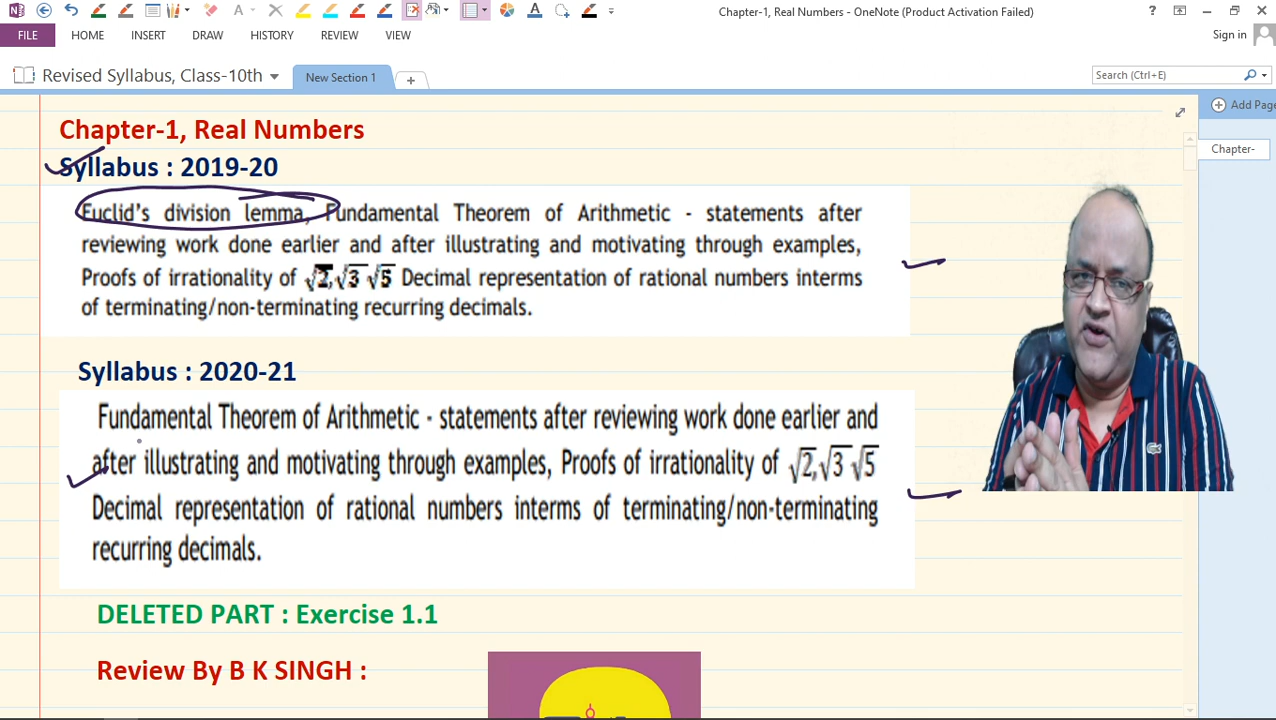 Chapter-1, Real Numbers - OneNote (Product Activation Failed)
FILE HOME INSERT DRAW HISTORY REVIEW VIEW Sign in
Revised Syllabus, Class-10th New Section 1 Search (Ctrl+E)
Add Page
Chapter-
Chapter-1, Real Numbers
Syllabus : 2019-20
Euclid's division lemma, Fundamental Theorem of Arithmetic - statements after
reviewing work done earlier and after illustrating and motivating through examples,
Proofs of irrationality of √2, √3 √5 Decimal representation of rational numbers interms
of terminating/non-terminating recurring decimals.
Syllabus : 2020-21
Fundamental Theorem of Arithmetic - statements after reviewing work done earlier and
after illustrating and motivating through examples, Proofs of irrationality of √2, √3 √5
Decimal representation of rational numbers interms of terminating/non-terminating
recurring decimals.
DELETED PART : Exercise 1.1
Review By B K SINGH :